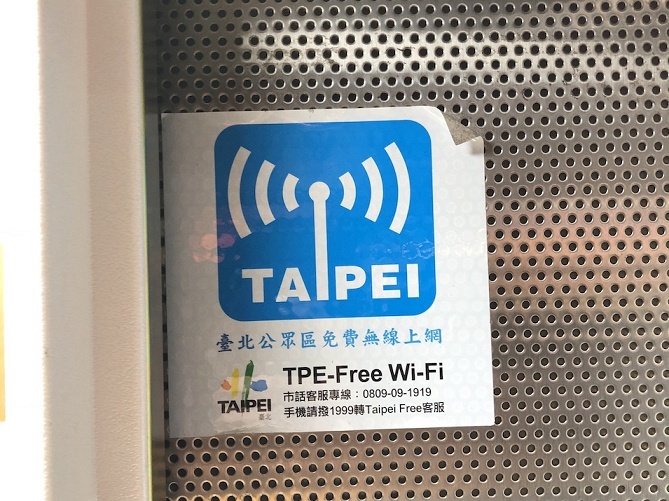 TAIPEI
臺北公眾區免費無線上網
TPE-Free Wi-Fi
市話客服專線：0809-09-1919
手機請撥1999轉Taipei Free客服
TAIPEI
臺北